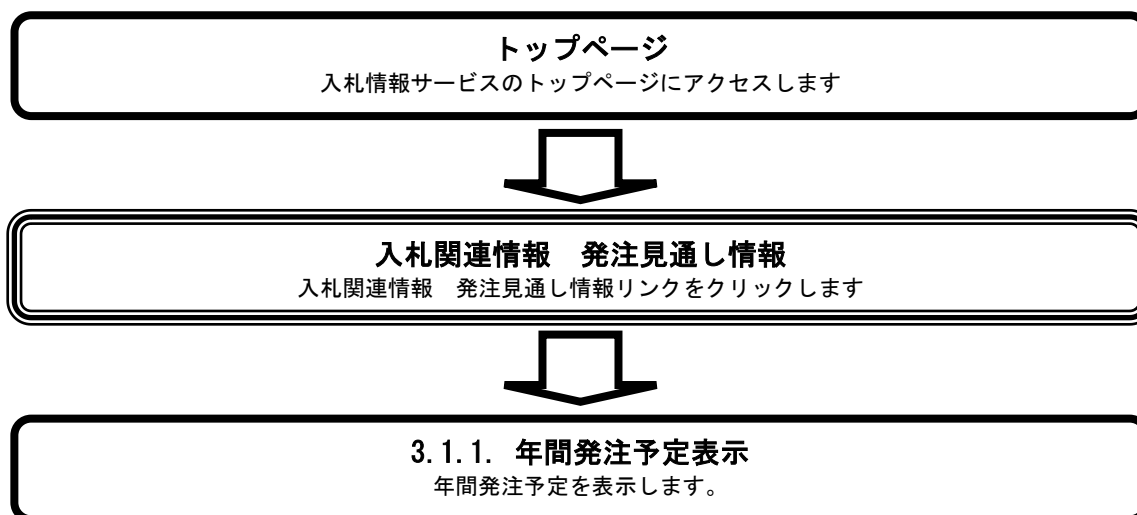 トップページ
入札情報サービスのトップページにアクセスします
入札関連情報　発注見通し情報
入札関連情報　発注見通し情報リンクをクリックします
3.1.1. 年間発注予定表示
年間発注予定を表示します。